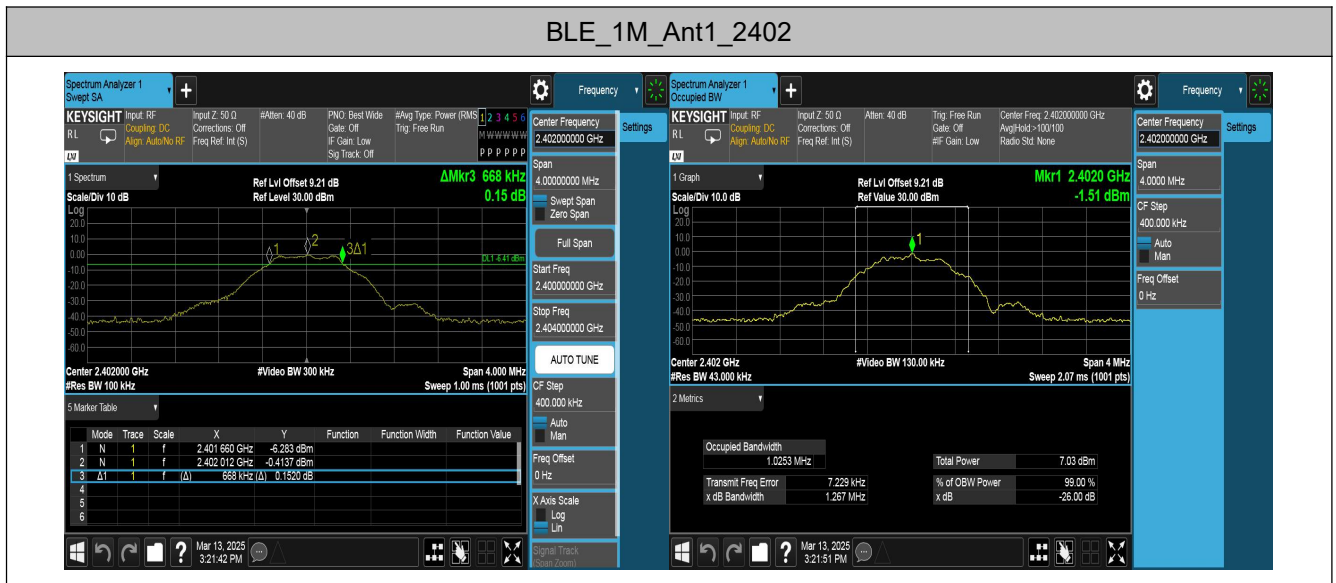 BLE_1M_Ant1_2402
Spectrum Analyzer 1
Swept SA
+
Frequency
KEYSIGHT
RL
LXI
Input: RF
Coupling: DC
Align: Auto/No RF
Input Z: 50 Ω
Corrections: Off
Freq Ref: Int (S)
#Atten: 40 dB
PNO: Best Wide
Gate: Off
IF Gain: Low
Sig Track: Off
#Avg Type: Power (RMS
Trig: Free Run
1 2 3 4 5 6
M W W W W W
P P P P P P
1 Spectrum
Scale/Div 10 dB
Log
Ref Lvl Offset 9.21 dB
Ref Level 30.00 dBm
ΔMkr3 668 kHz
0.15 dB
20.0
10.0
0.00
-10.0
-20.0
-30.0
-40.0
-50.0
-60.0
1
2
3Δ1
DL1 -6.41 dBm
Center 2.402000 GHz
#Video BW 300 kHz
Span 4.000 MHz
#Res BW 100 kHz
Sweep 1.00 ms (1001 pts)
5 Marker Table
Mode Trace Scale X Y Function Function Width Function Value
1 N 1 f 2.401 660 GHz -6.283 dBm
2 N 1 f 2.402 012 GHz -0.4137 dBm
3 Δ1 1 f (Δ) 668 kHz (Δ) 0.1520 dB
4
5
6
Mar 13, 2025
3:21:42 PM
Center Frequency
2.402000000 GHz
Settings
Span
4.00000000 MHz
Swept Span
Zero Span
Full Span
Start Freq
2.400000000 GHz
Stop Freq
2.404000000 GHz
AUTO TUNE
CF Step
400.000 kHz
Auto
Man
Freq Offset
0 Hz
X Axis Scale
Log
Lin
Signal Track
(Span Zoom)
Spectrum Analyzer 1
Occupied BW
+
Frequency
KEYSIGHT
RL
LXI
Input: RF
Coupling: DC
Align: Auto/No RF
Input Z: 50 Ω
Corrections: Off
Freq Ref: Int (S)
Atten: 40 dB
Trig: Free Run
Gate: Off
#IF Gain: Low
Center Freq: 2.402000000 GHz
Avg|Hold:>100/100
Radio Std: None
1 Graph
Scale/Div 10.0 dB
Log
Ref Lvl Offset 9.21 dB
Ref Value 30.00 dBm
Mkr1 2.4020 GHz
-1.51 dBm
20.0
10.0
0.00
-10.0
-20.0
-30.0
-40.0
-50.0
-60.0
1
Center 2.402 GHz
#Video BW 130.00 kHz
Span 4 MHz
#Res BW 43.000 kHz
Sweep 2.07 ms (1001 pts)
2 Metrics
Occupied Bandwidth
1.0253 MHz
Total Power 7.03 dBm
Transmit Freq Error 7.229 kHz
% of OBW Power 99.00 %
x dB Bandwidth 1.267 MHz
x dB -26.00 dB
Mar 13, 2025
3:21:51 PM
Center Frequency
2.402000000 GHz
Settings
Span
4.0000 MHz
CF Step
400.000 kHz
Auto
Man
Freq Offset
0 Hz